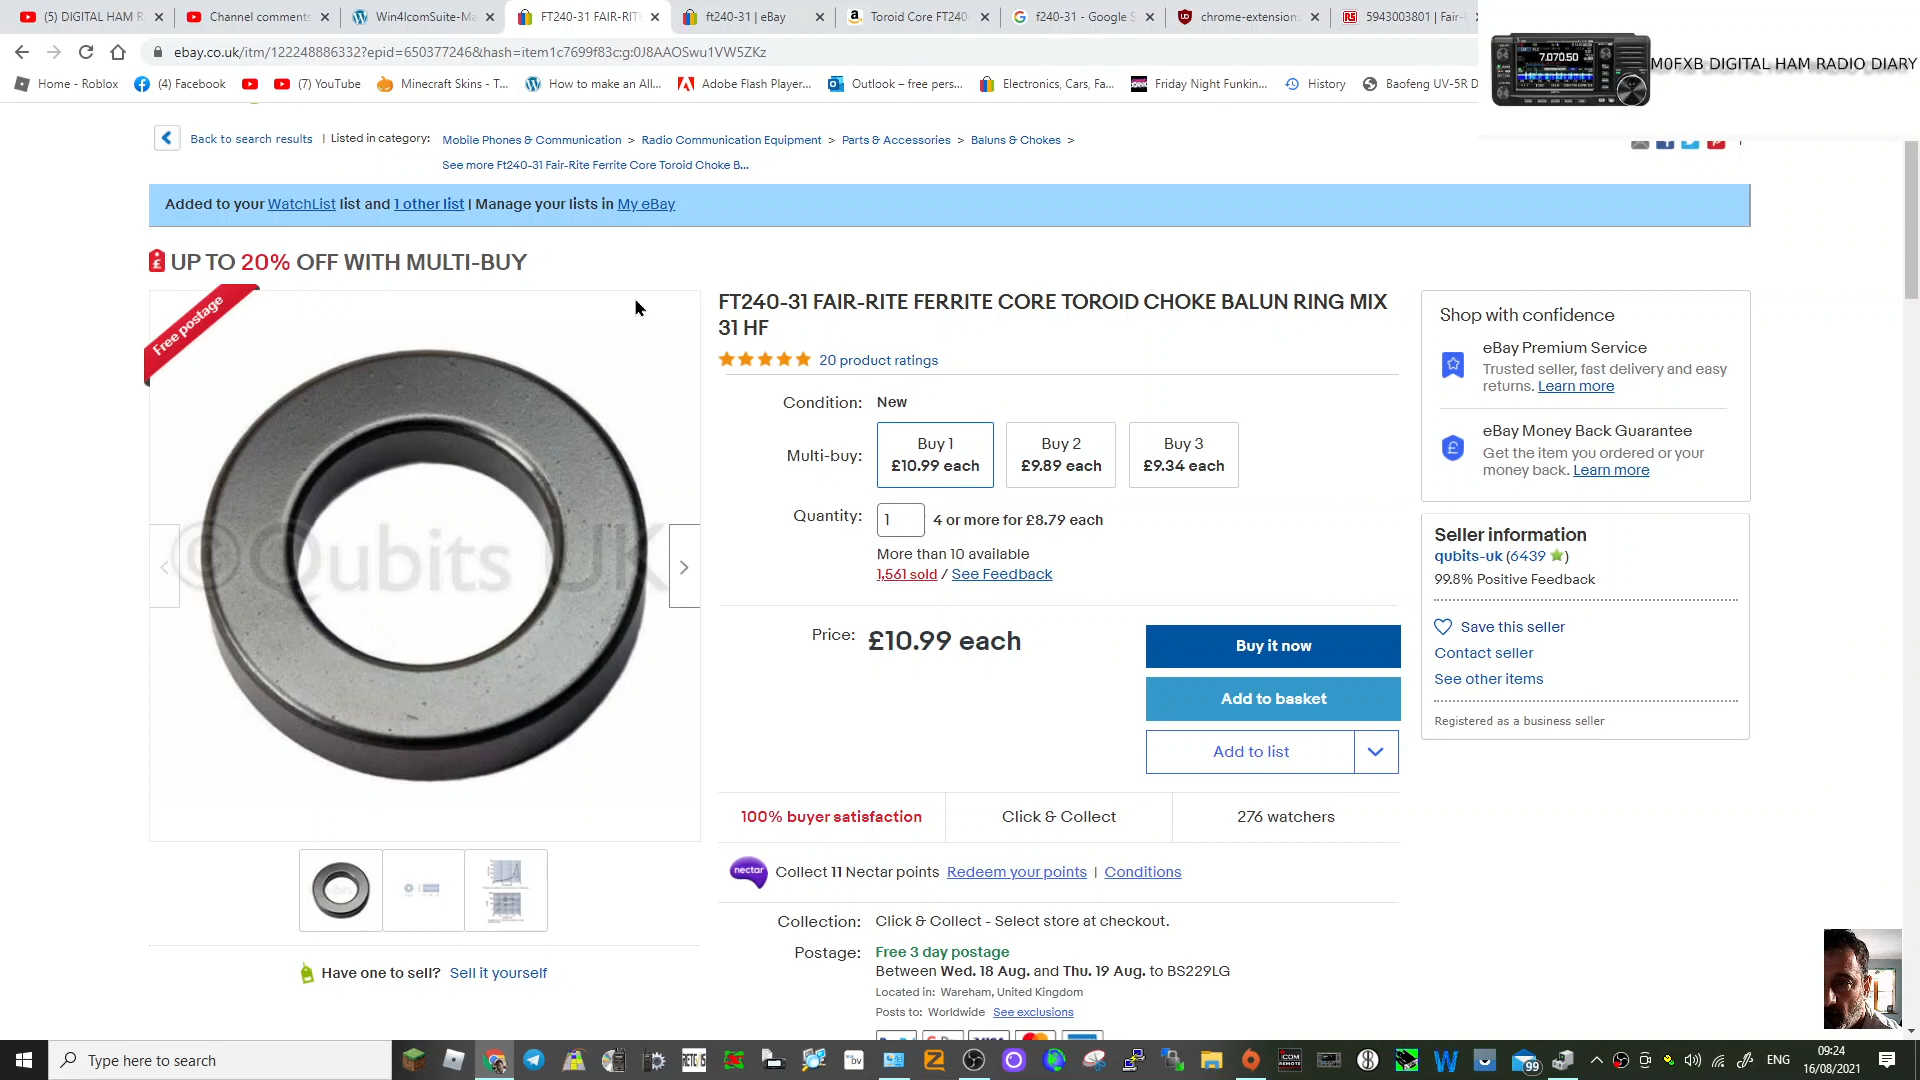 (5) DIGITAL HAM R
Channel comments
Win4IcomSuite-Ma
FT240-31 FAIR-RIT
ft240-31 | eBay
Toroid Core FT240-
f240-31 - Google S
chrome-extension:
5943003801 | Fair-
ebay.co.uk/itm/122248886332?epid=650377246&hash=item1c7699f83c:g:0J8AAOSwu1VW5ZKz
Home - Roblox
(4) Facebook
(7) YouTube
Minecraft Skins - T...
How to make an All...
Adobe Flash Player...
Outlook – free pers...
Electronics, Cars, Fa...
Friday Night Funkin...
History
Baofeng UV-5R D
7.070.50
M0FXB DIGITAL HAM RADIO DIARY
Back to search results | Listed in category: Mobile Phones & Communication > Radio Communication Equipment > Parts & Accessories > Baluns & Chokes >
See more Ft240-31 Fair-Rite Ferrite Core Toroid Choke B...
Added to your WatchList list and 1 other list | Manage your lists in My eBay
£ UP TO 20% OFF WITH MULTI-BUY
Free postage
©Qubits UK
Have one to sell? Sell it yourself
FT240-31 FAIR-RITE FERRITE CORE TOROID CHOKE BALUN RING MIX
31 HF
20 product ratings
Condition: New
Multi-buy:
Buy 1
£10.99 each
Buy 2
£9.89 each
Buy 3
£9.34 each
Quantity: 1 4 or more for £8.79 each
More than 10 available
1,561 sold / See Feedback
Price: £10.99 each
Buy it now
Add to basket
Add to list
100% buyer satisfaction
Click & Collect
276 watchers
nectar Collect 11 Nectar points Redeem your points | Conditions
Collection: Click & Collect - Select store at checkout.
Postage: Free 3 day postage
Between Wed. 18 Aug. and Thu. 19 Aug. to BS229LG
Located in: Wareham, United Kingdom
Posts to: Worldwide See exclusions
Shop with confidence
eBay Premium Service
Trusted seller, fast delivery and easy
returns. Learn more
eBay Money Back Guarantee
Get the item you ordered or your
money back. Learn more
Seller information
qubits-uk (6439)
99.8% Positive Feedback
Save this seller
Contact seller
See other items
Registered as a business seller
Type here to search
99
ENG
09:24
16/08/2021